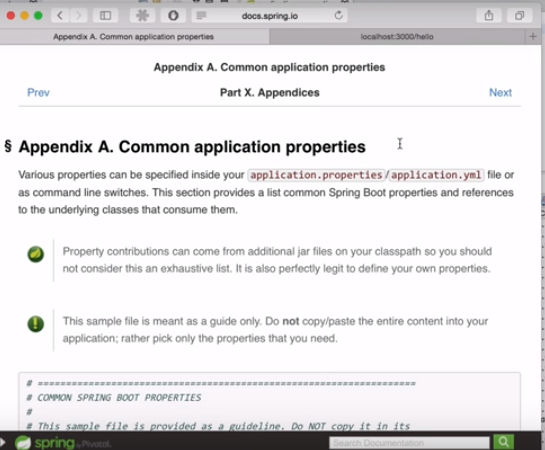 docs.spring.io
Appendix A. Common application properties
localhost:3000/hello
Appendix A. Common application properties
Prev
Part X. Appendices
Next
§ Appendix A. Common application properties
Various properties can be specified inside your application.properties/application.yml file or
as command line switches. This section provides a list common Spring Boot properties and references
to the underlying classes that consume them.
Property contributions can come from additional jar files on your classpath so you should
not consider this an exhaustive list. It is also perfectly legit to define your own properties.
This sample file is meant as a guide only. Do not copy/paste the entire content into your
application; rather pick only the properties that you need.
# ===================================================================
# COMMON SPRING BOOT PROPERTIES
#
# This sample file is provided as a guideline. Do NOT copy it in its
spring by Pivotal.
Search Documentation